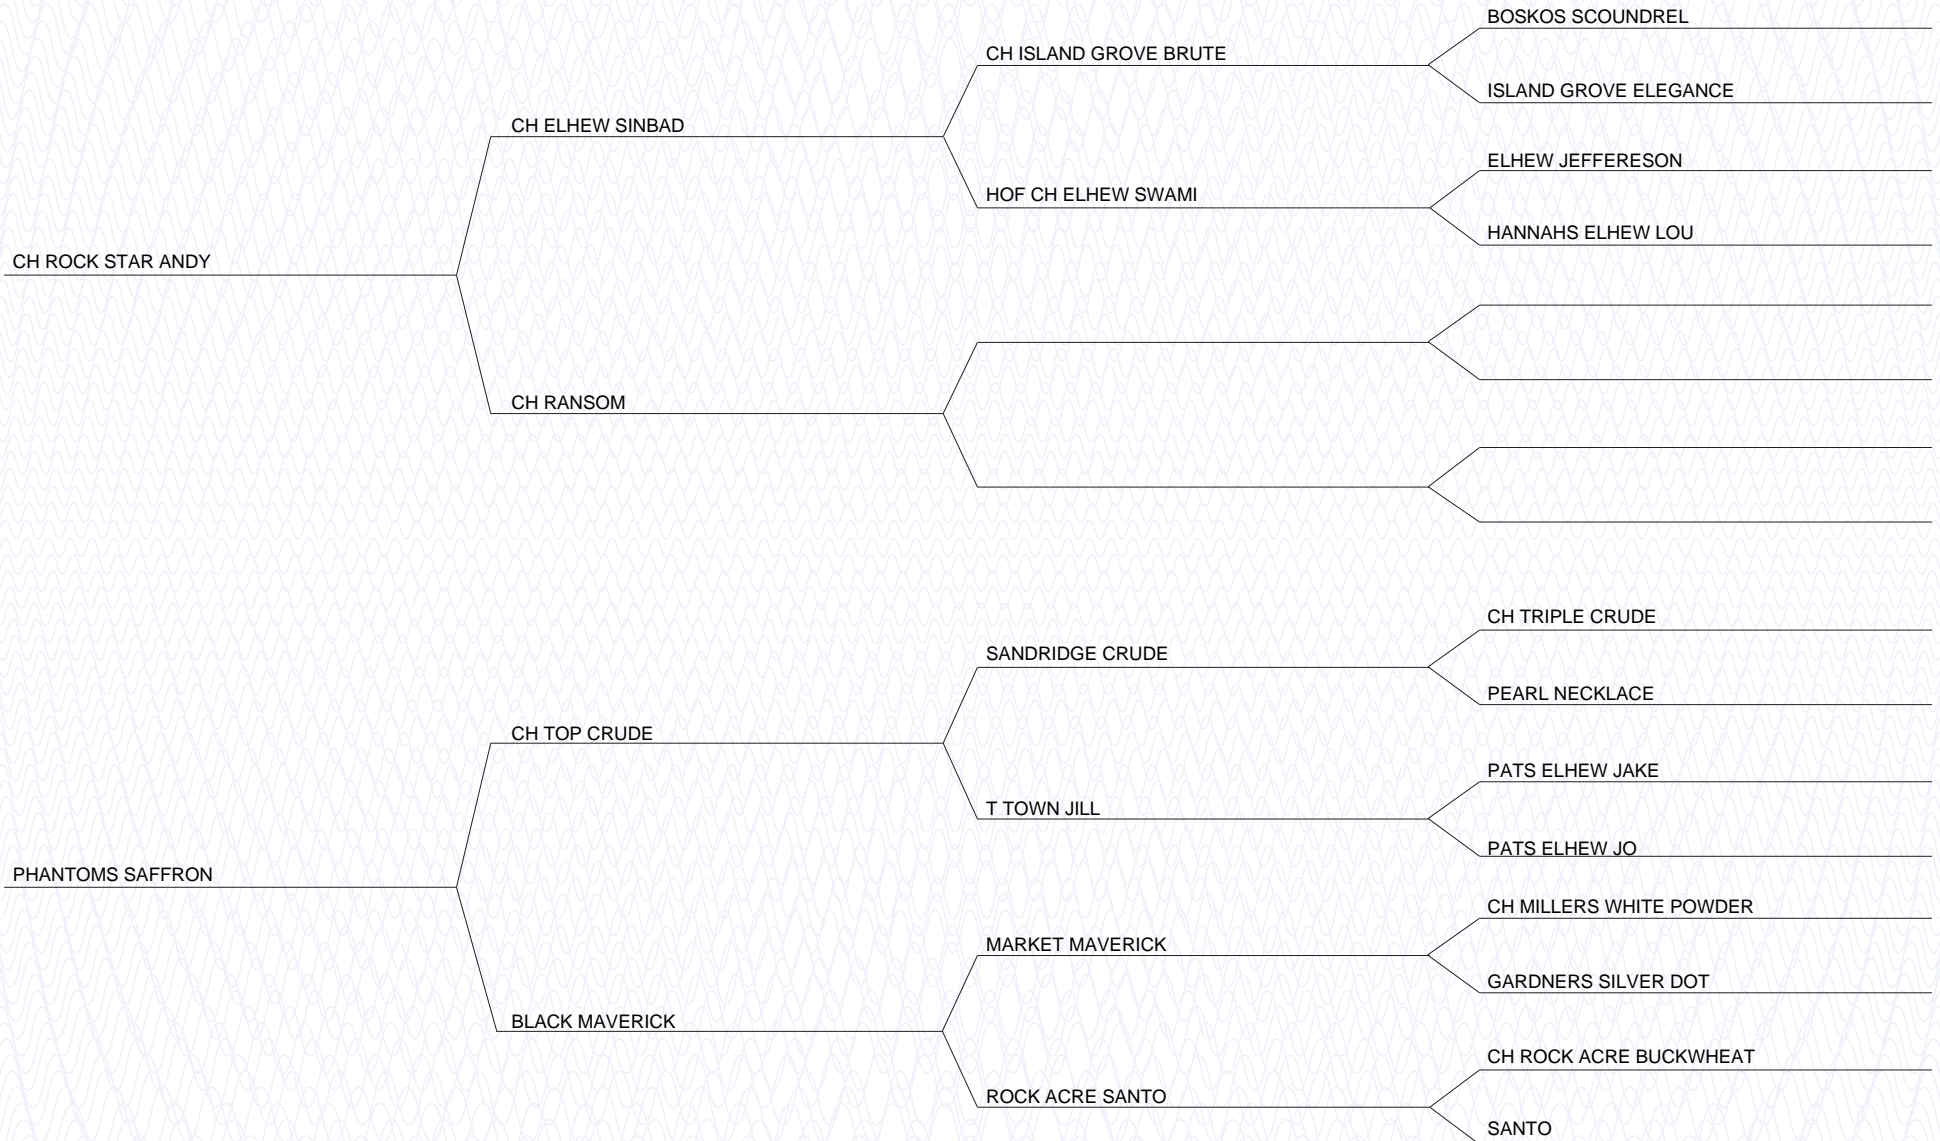 BOSKOS SCOUNDREL
CH ISLAND GROVE BRUTE
ISLAND GROVE ELEGANCE
CH ELHEW SINBAD
ELHEW JEFFERESON
HOF CH ELHEW SWAMI
HANNAHS ELHEW LOU
CH ROCK STAR ANDY
CH RANSOM
CH TRIPLE CRUDE
SANDRIDGE CRUDE
PEARL NECKLACE
CH TOP CRUDE
PATS ELHEW JAKE
T TOWN JILL
PATS ELHEW JO
PHANTOMS SAFFRON
CH MILLERS WHITE POWDER
MARKET MAVERICK
GARDNERS SILVER DOT
BLACK MAVERICK
CH ROCK ACRE BUCKWHEAT
ROCK ACRE SANTO
SANTO